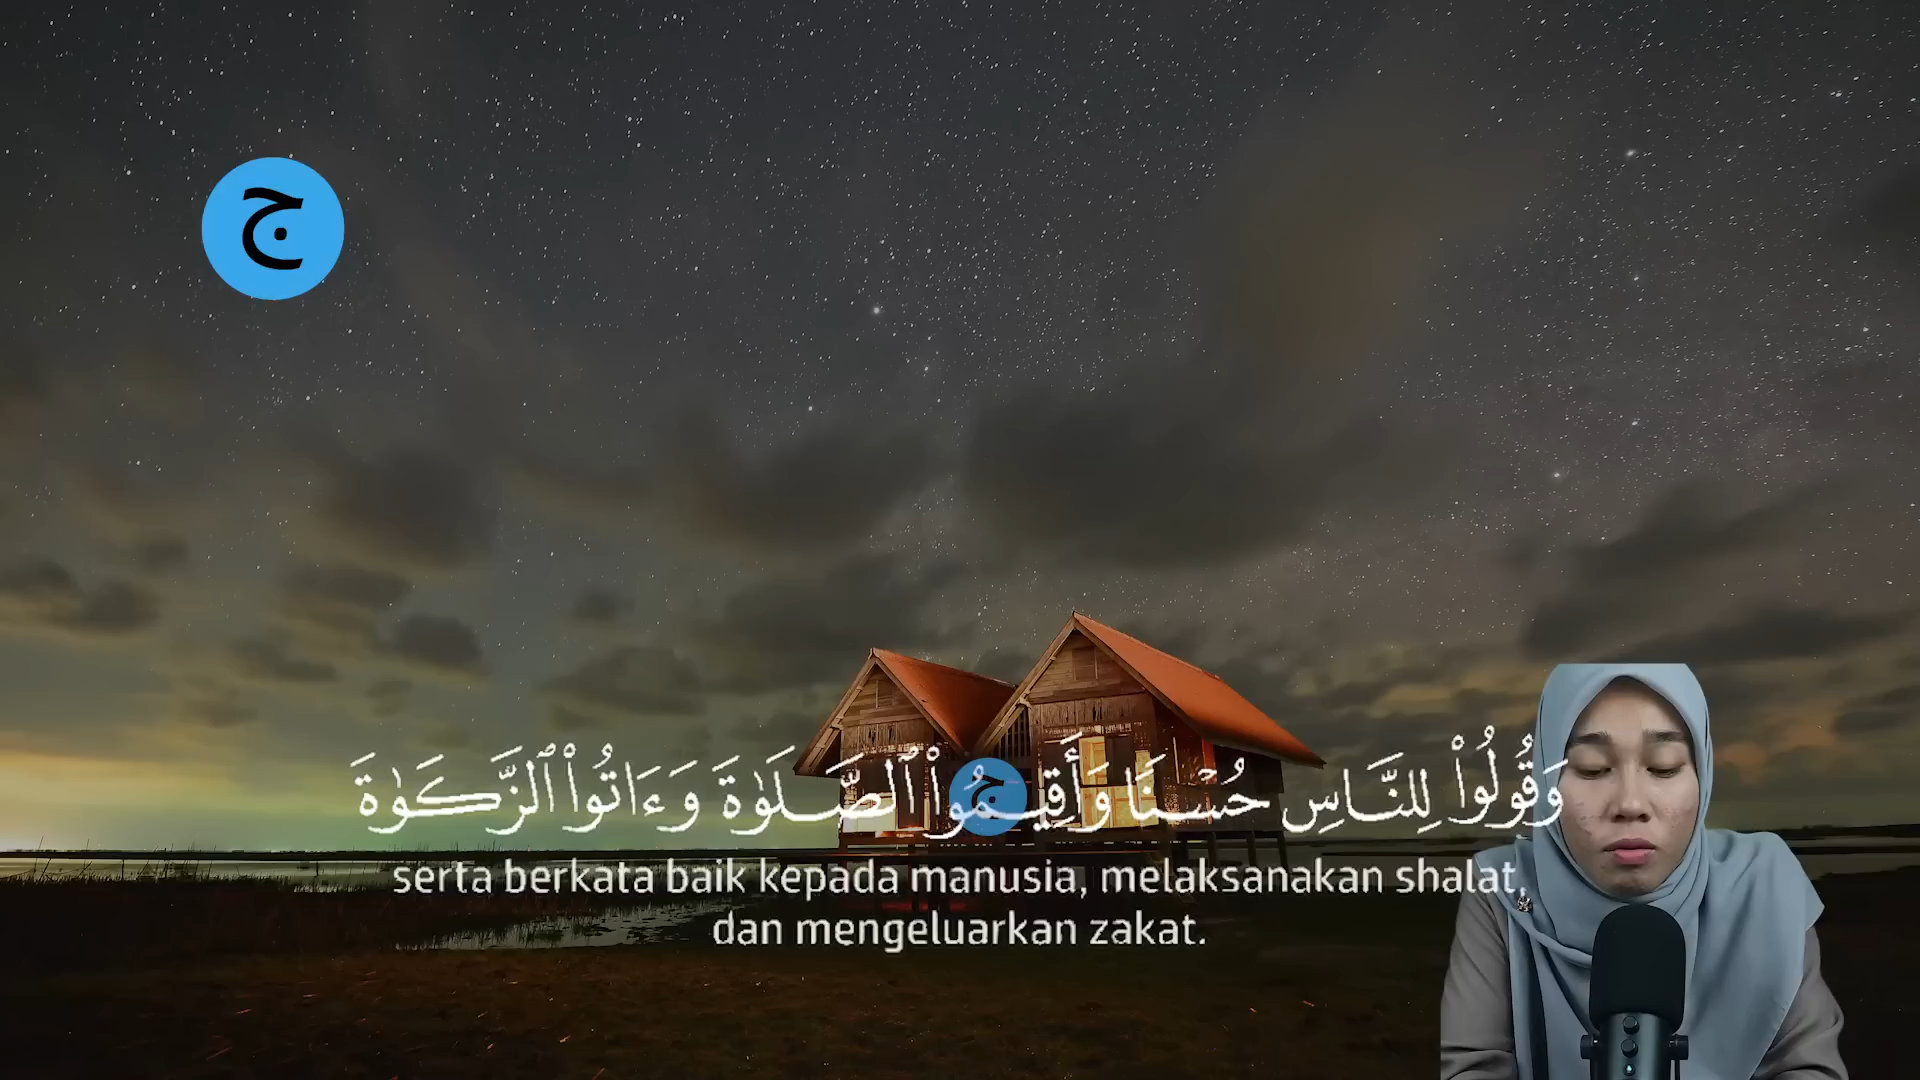 ج
وَقُولُوا۟ لِلنَّاسِ حُسْنًا وَأَقِيمُوا۟ ٱلصَّلَوٰةَ وَءَاتُوا۟ ٱلزَّكَوٰةَ
ج
serta berkata baik kepada manusia, melaksanakan shalat,
dan mengeluarkan zakat.